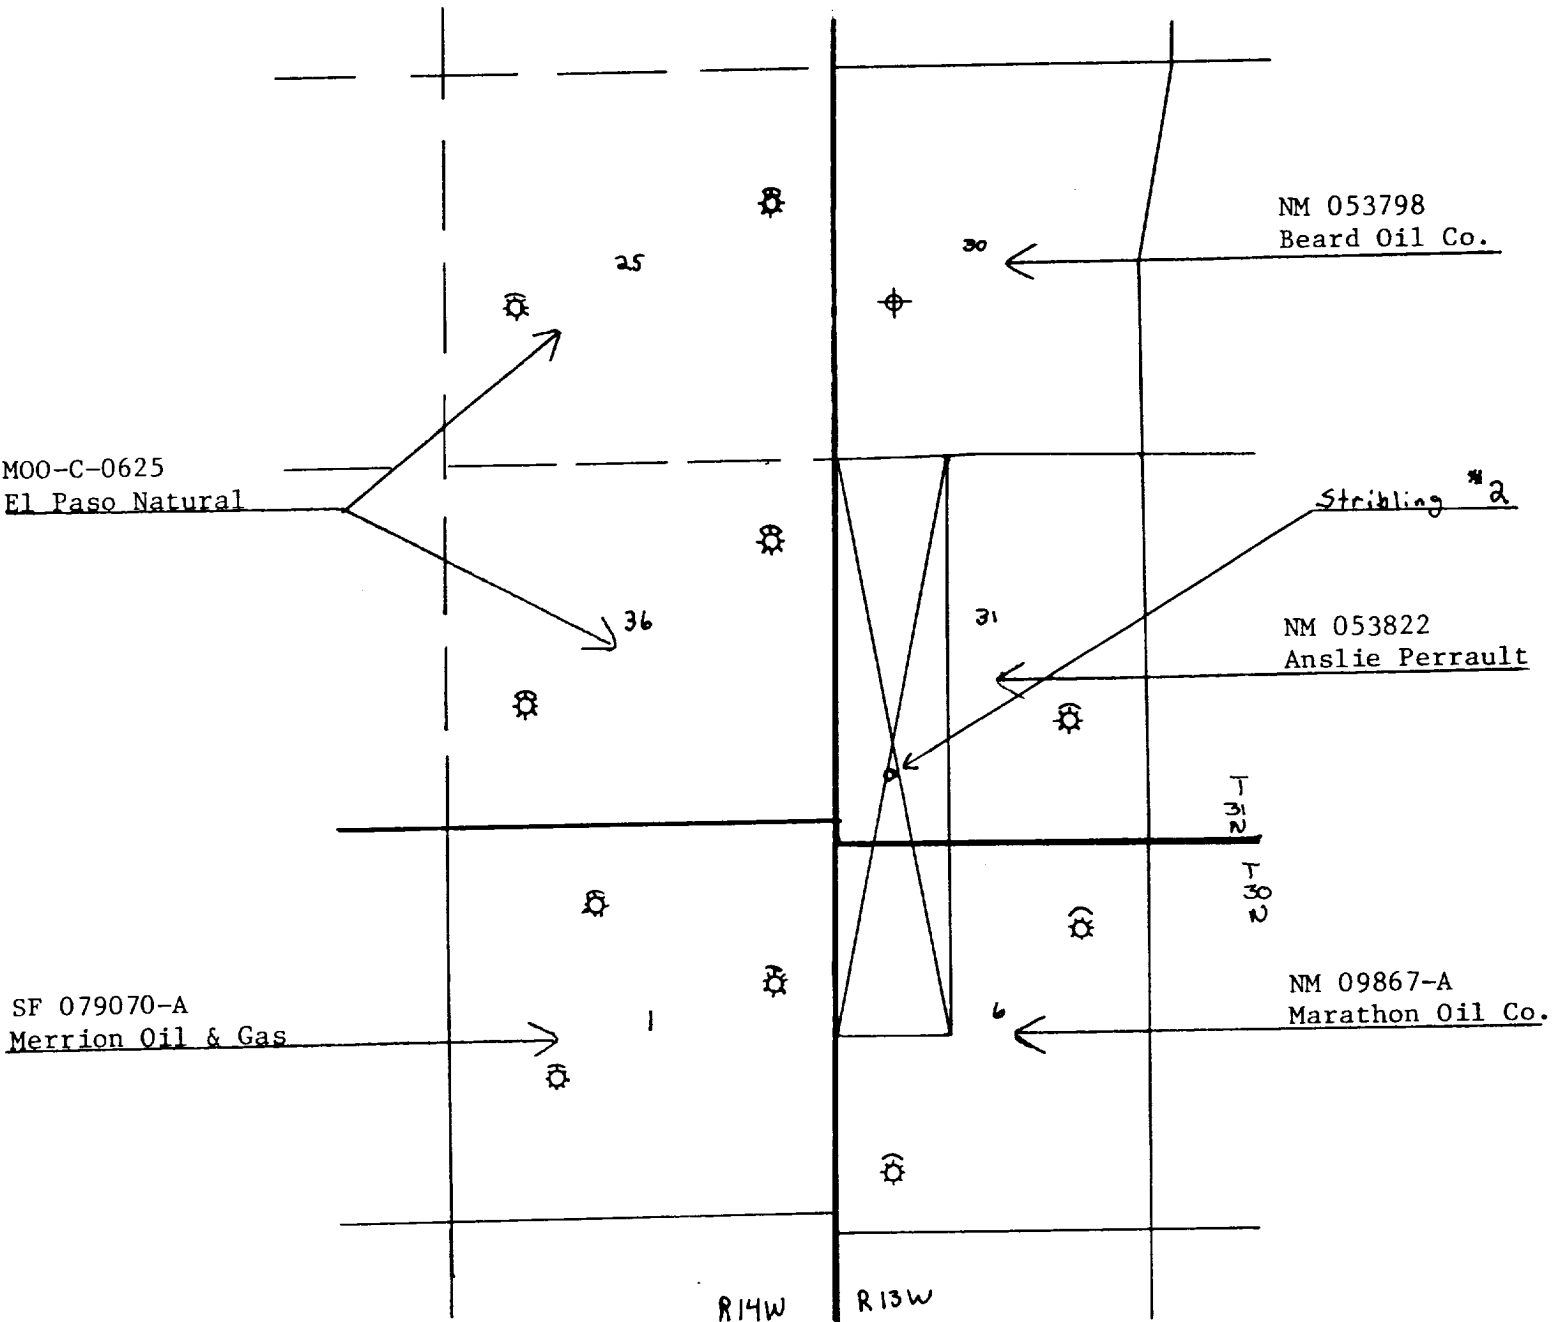 NM 053798
Beard Oil Co.
30
25
MOO-C-0625
El Paso Natural
Stribling #2
36
31
NM 053822
Anslie Perrault
T
31
N
T
30
N
SF 079070-A
Merrion Oil & Gas
1
6
NM 09867-A
Marathon Oil Co.
R14W
R13W